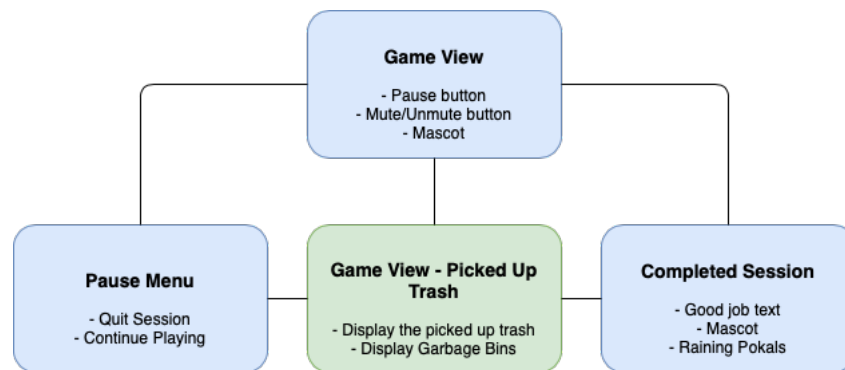 Game View
- Pause button
- Mute/Unmute button
- Mascot
Pause Menu
- Quit Session
- Continue Playing
Game View - Picked Up
Trash
- Display the picked up trash
- Display Garbage Bins
Completed Session
- Good job text
- Mascot
- Raining Pokals